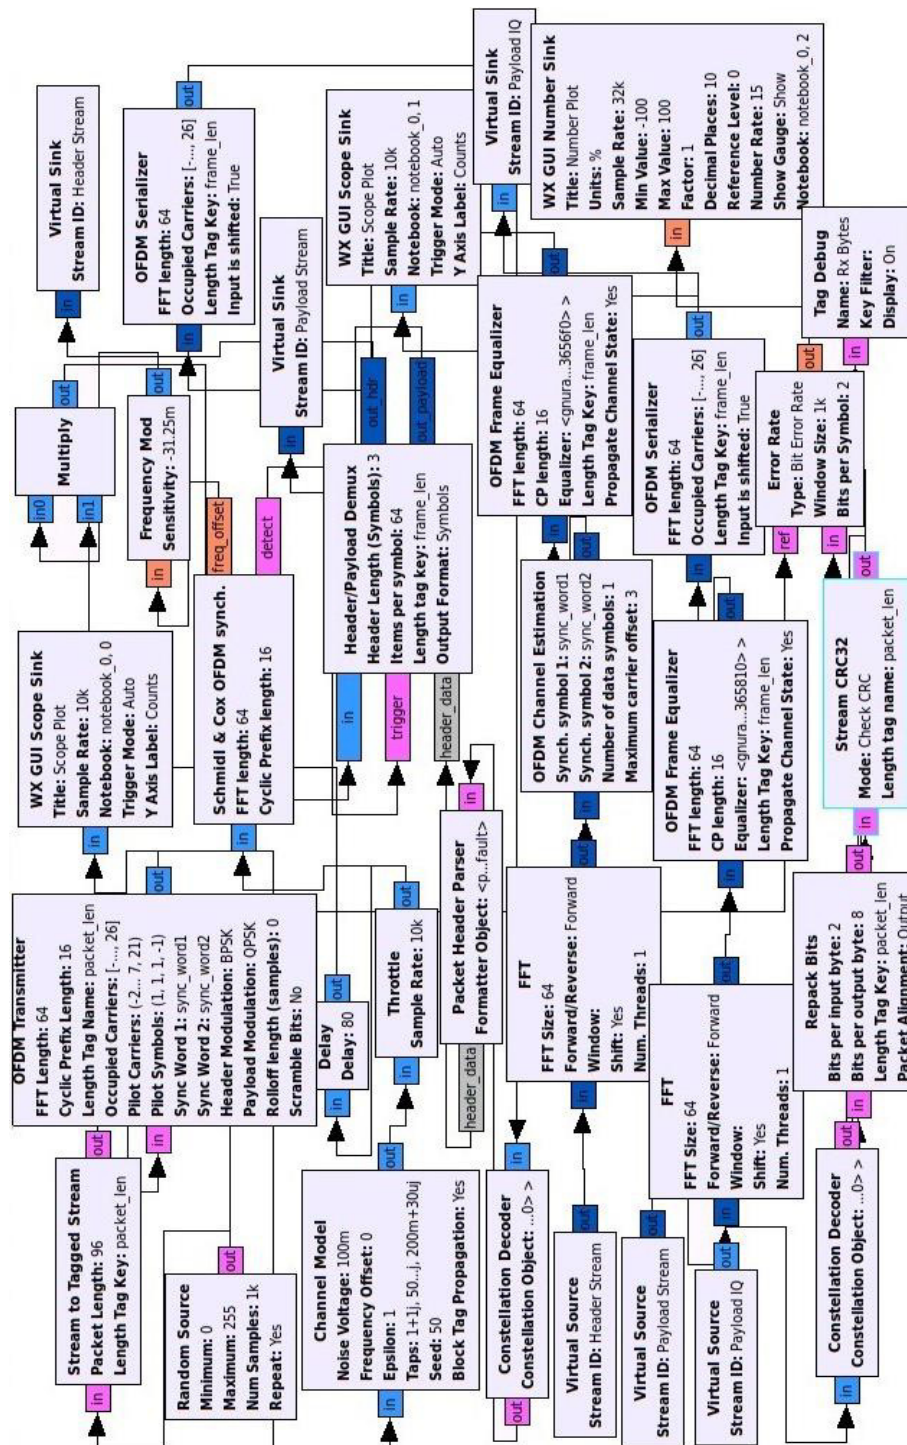 Stream to Tagged Stream
Packet Length: 96
Length Tag Key: packet_len
in
out
Random Source
Minimum: 0
Maximum: 255
Num Samples: 1k
Repeat: Yes
out
OFDM Transmitter
FFT Length: 64
Cyclic Prefix Length: 16
Length Tag Name: packet_len
Occupied Carriers: [-...., 26]
Pilot Carriers: (-2... 7, 21)
Pilot Symbols: (1, 1, 1, -1)
Sync Word 1: sync_word1
Sync Word 2: sync_word2
Header Modulation: BPSK
Payload Modulation: QPSK
Rolloff length (samples): 0
Scramble Bits: No
in
out
WX GUI Scope Sink
Title: Scope Plot
Sample Rate: 10k
Notebook: notebook_0, 0
Trigger Mode: Auto
Y Axis Label: Counts
in
Multiply
in0
in1
out
Frequency Mod
Sensitivity: -31.25m
in
out
Virtual Sink
Stream ID: Header Stream
in
OFDM Serializer
FFT length: 64
Occupied Carriers: [-...., 26]
Length Tag Key: frame_len
Input is shifted: True
in
out
Schmidl & Cox OFDM synch.
FFT length: 64
Cyclic Prefix length: 16
in
freq_offset
detect
Virtual Sink
Stream ID: Payload Stream
in
Channel Model
Noise Voltage: 100m
Frequency Offset: 0
Epsilon: 1
Taps: 1+1j, 50...j, 200m+30uj
Seed: 50
Block Tag Propagation: Yes
in
out
Delay
Delay: 80
in
out
Throttle
Sample Rate: 10k
in
out
Header/Payload Demux
Header Length (Symbols): 3
Items per symbol: 64
Length tag key: frame_len
Output Format: Symbols
in
trigger
header_data
out_hdr
out_payload
WX GUI Scope Sink
Title: Scope Plot
Sample Rate: 10k
Notebook: notebook_0, 1
Trigger Mode: Auto
Y Axis Label: Counts
in
Packet Header Parser
Formatter Object: <p...fault>
header_data
in
Virtual Sink
Stream ID: Payload IQ
in
Constellation Decoder
Constellation Object: ...0> >
in
out
Virtual Source
Stream ID: Header Stream
out
FFT
FFT Size: 64
Forward/Reverse: Forward
Window:
Shift: Yes
Num. Threads: 1
in
out
OFDM Channel Estimation
Synch. symbol 1: sync_word1
Synch. symbol 2: sync_word2
Number of data symbols: 1
Maximum carrier offset: 3
in
out
OFDM Frame Equalizer
FFT length: 64
CP length: 16
Equalizer: <gnura...3656f0> >
Length Tag Key: frame_len
Propagate Channel State: Yes
in
out
WX GUI Number Sink
Title: Number Plot
Units: %
Sample Rate: 32k
Min Value: -100
Max Value: 100
Factor: 1
Decimal Places: 10
Reference Level: 0
Number Rate: 15
Show Gauge: Show
Notebook: notebook_0, 2
in
Virtual Source
Stream ID: Payload Stream
out
FFT
FFT Size: 64
Forward/Reverse: Forward
Window:
Shift: Yes
Num. Threads: 1
in
out
OFDM Frame Equalizer
FFT length: 64
CP length: 16
Equalizer: <gnura...365810> >
Length Tag Key: frame_len
Propagate Channel State: Yes
in
out
OFDM Serializer
FFT length: 64
Occupied Carriers: [-...., 26]
Length Tag Key: frame_len
Input is shifted: True
in
out
Virtual Source
Stream ID: Payload IQ
out
Constellation Decoder
Constellation Object: ...0> >
in
out
Repack Bits
Bits per input byte: 2
Bits per output byte: 8
Length Tag Key: packet_len
Packet Alignment: Output
in
out
Stream CRC32
Mode: Check CRC
Length tag name: packet_len
in
out
Error Rate
Type: Bit Error Rate
Window Size: 1k
Bits per Symbol: 2
ref
in
out
Tag Debug
Name: Rx Bytes
Key Filter:
Display: On
in